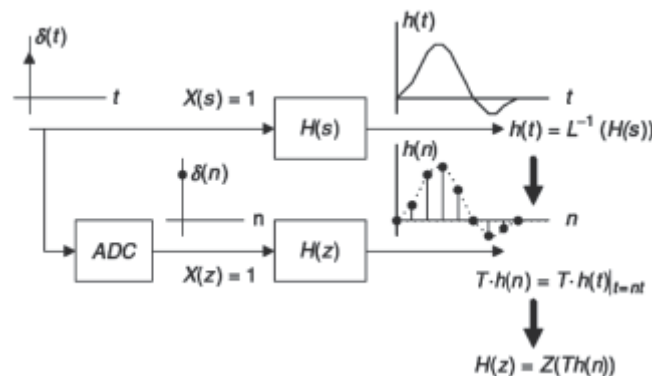 δ(t)
t
X(s) = 1
H(s)
h(t)
t
h(t) = L⁻¹ (H(s))
δ(n)
n
ADC
X(z) = 1
H(z)
h(n)
n
T·h(n) = T·h(t)|t=nt
H(z) = Z(Th(n))